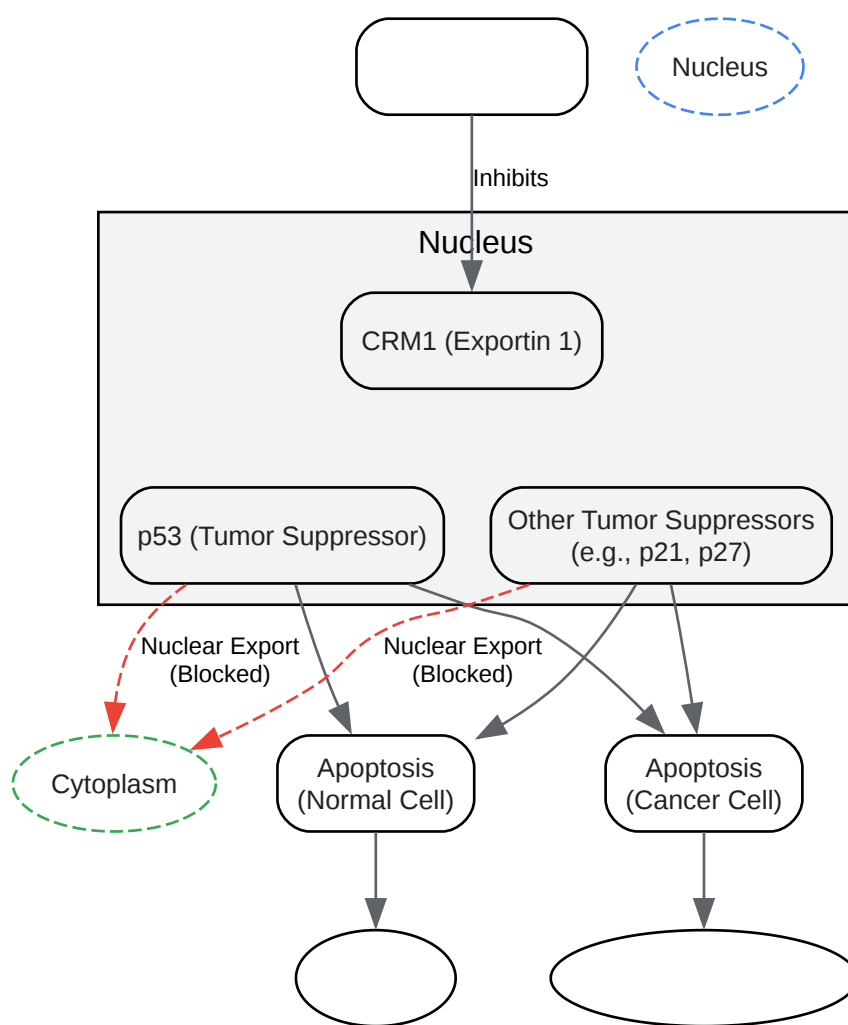 Nucleus
Inhibits
Nucleus
CRM1 (Exportin 1)
p53 (Tumor Suppressor)
Other Tumor Suppressors
(e.g., p21, p27)
Nuclear Export
(Blocked)
Nuclear Export
(Blocked)
Cytoplasm
Apoptosis
(Normal Cell)
Apoptosis
(Cancer Cell)